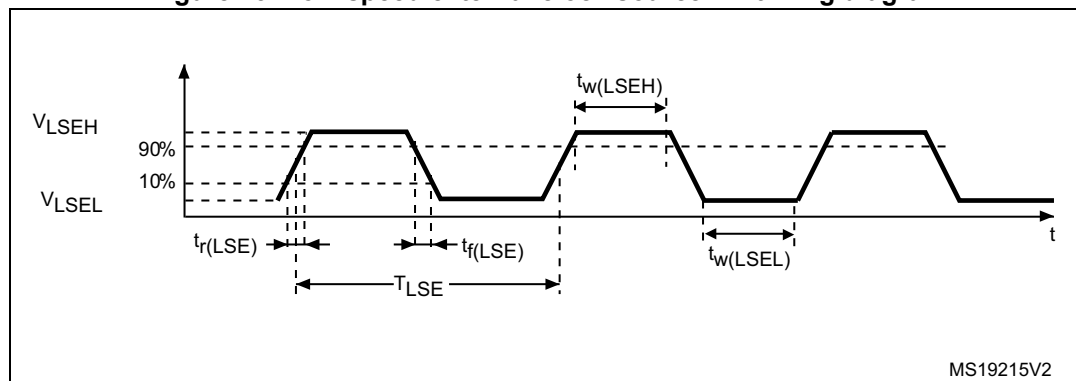 V_LSEH
90%
10%
V_LSEL
t_w(LSEH)
t
t_r(LSE)
t_f(LSE)
t_w(LSEL)
T_LSE
MS19215V2